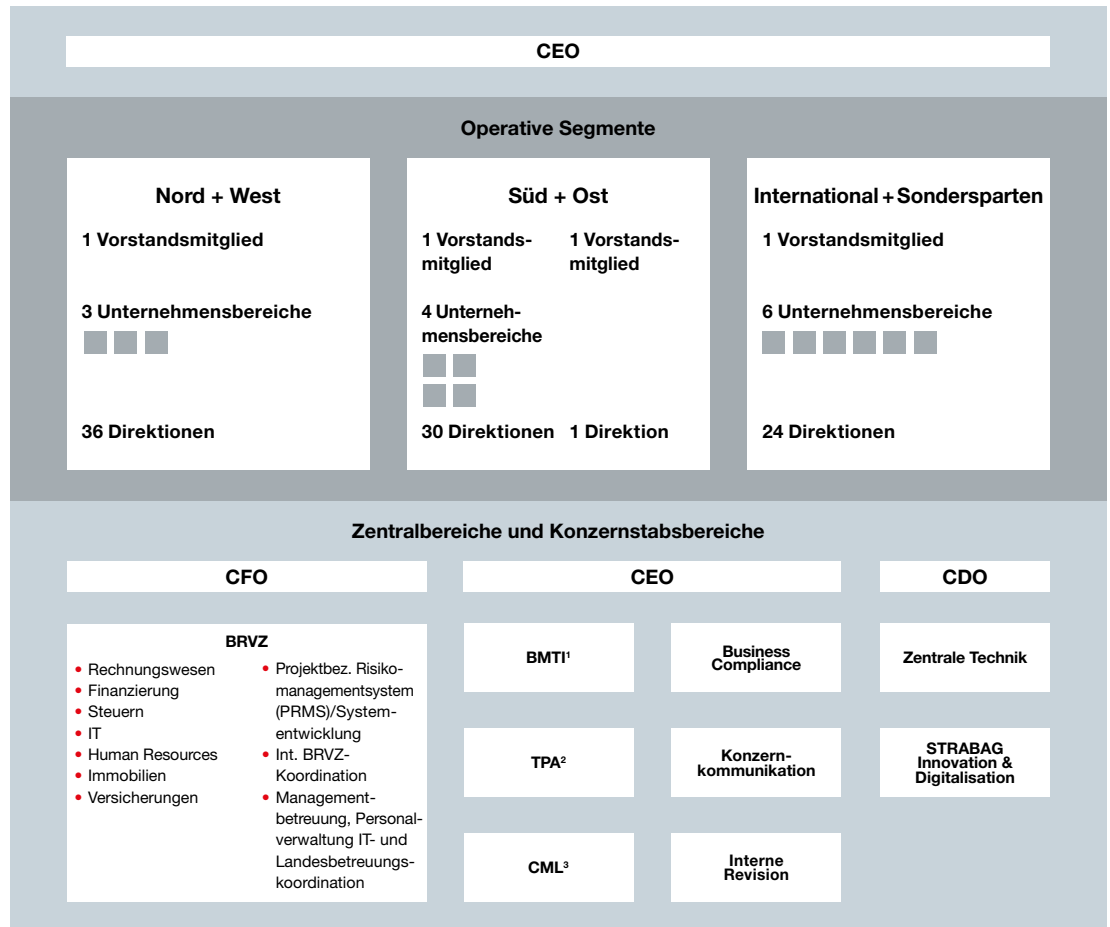 CEO
Operative Segmente
Nord + West
1 Vorstandsmitglied
3 Unternehmensbereiche
36 Direktionen
Süd + Ost
1 Vorstands-
mitglied
4 Unterneh-
mensbereiche
30 Direktionen
1 Vorstands-
mitglied
1 Direktion
International + Sondersparten
1 Vorstandsmitglied
6 Unternehmensbereiche
24 Direktionen
Zentralbereiche und Konzernstabsbereiche
CFO
BRVZ
• Rechnungswesen
• Finanzierung
• Steuern
• IT
• Human Resources
• Immobilien
• Versicherungen
• Projektbez. Risiko-
managementsystem
(PRMS)/System-
entwicklung
• Int. BRVZ-
Koordination
• Management-
betreuung, Personal-
verwaltung IT- und
Landesbetreuungs-
koordination
CEO
BMTI¹
Business
Compliance
TPA²
Konzern-
kommunikation
CML³
Interne
Revision
CDO
Zentrale Technik
STRABAG
Innovation &
Digitalisation